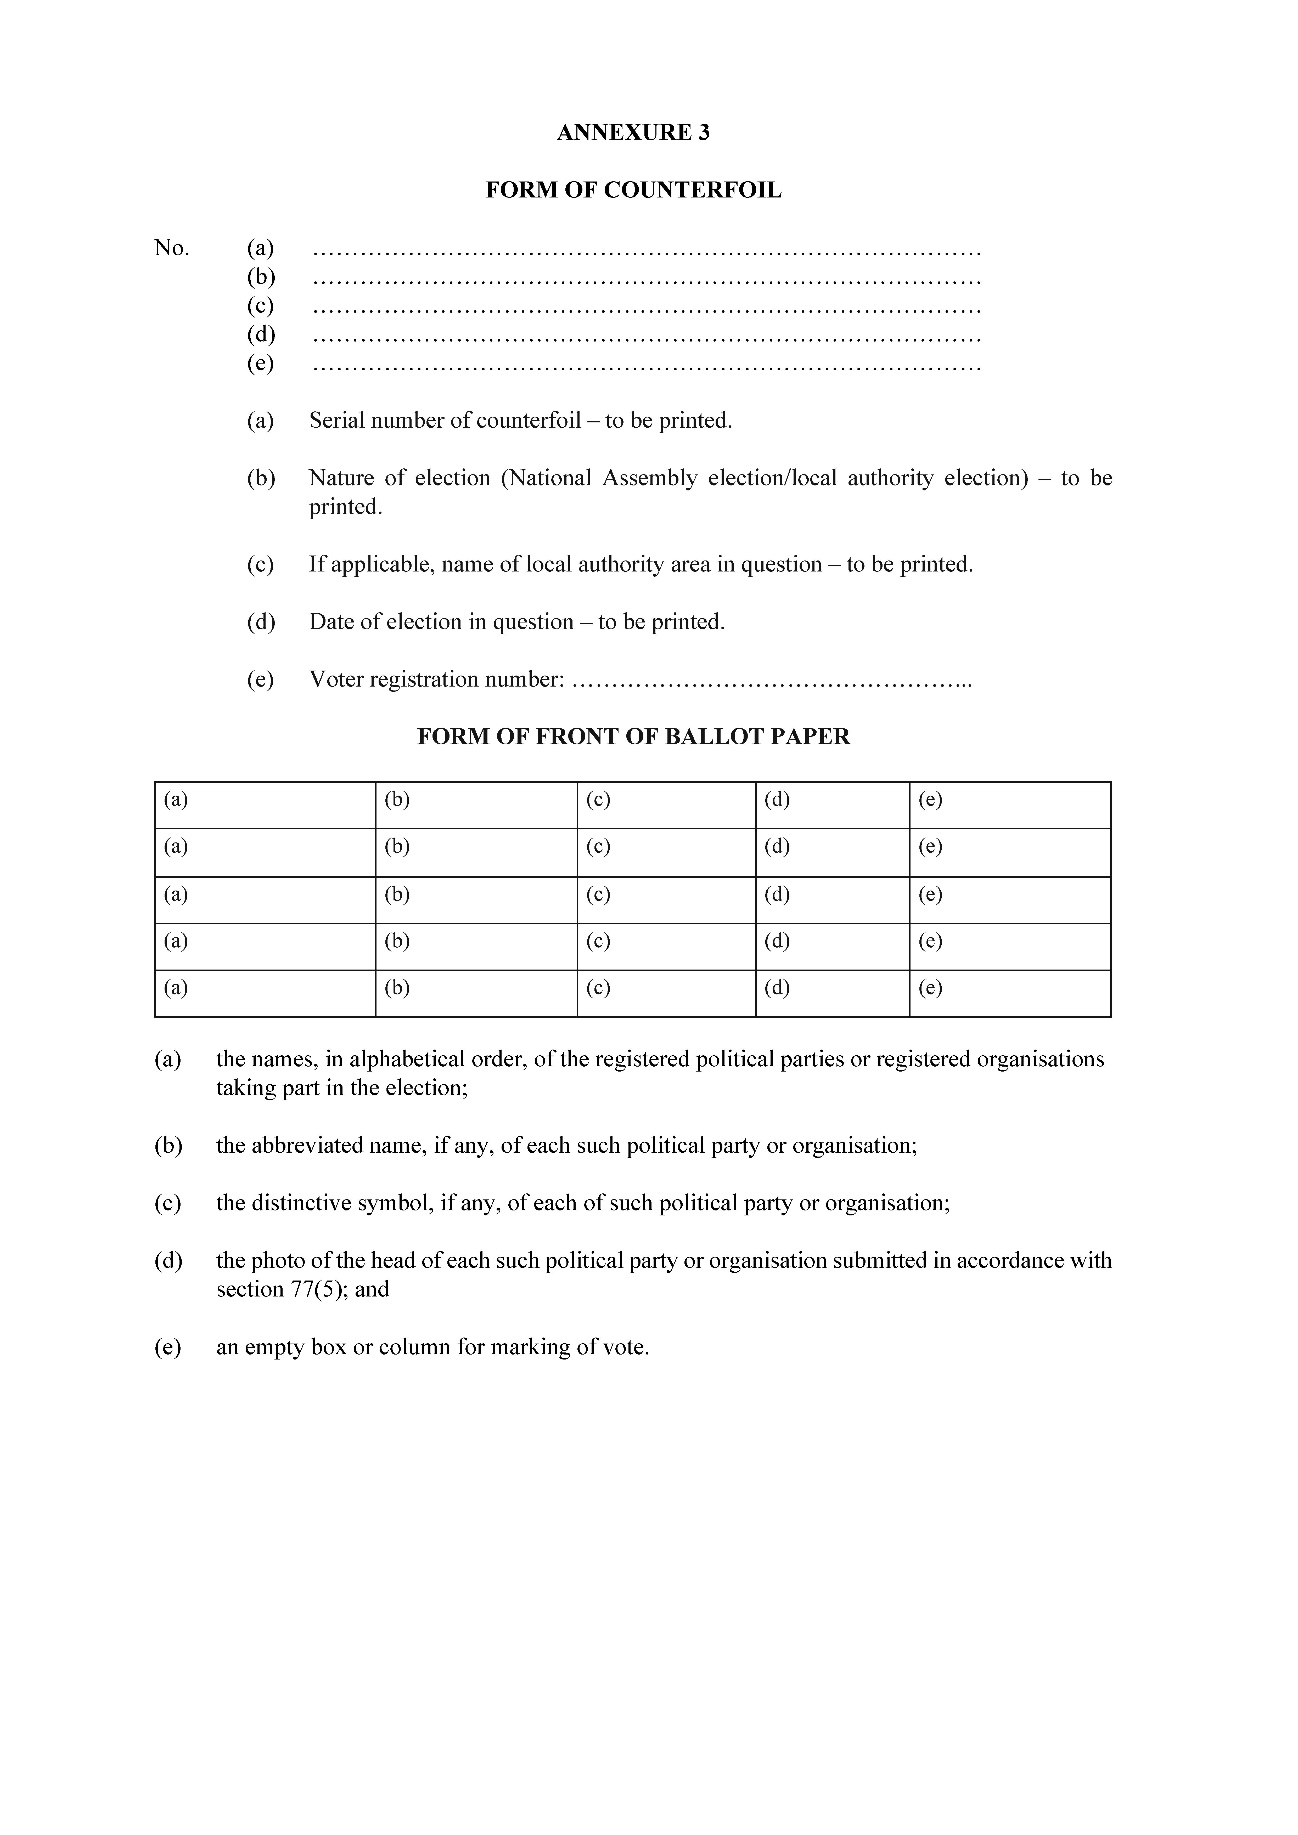 ANNEXURE 3
FORM OF COUNTERFOIL
No. (a) ………………………………………………………………………….
(b) ………………………………………………………………………….
(c) ………………………………………………………………………….
(d) ………………………………………………………………………….
(e) ………………………………………………………………………….
(a) Serial number of counterfoil – to be printed.
(b) Nature of election (National Assembly election/local authority election) – to be
printed.
(c) If applicable, name of local authority area in question – to be printed.
(d) Date of election in question – to be printed.
(e) Voter registration number: …………………………………………...
FORM OF FRONT OF BALLOT PAPER
(a) (b) (c) (d) (e)
(a) (b) (c) (d) (e)
(a) (b) (c) (d) (e)
(a) (b) (c) (d) (e)
(a) (b) (c) (d) (e)
(a) the names, in alphabetical order, of the registered political parties or registered organisations
taking part in the election;
(b) the abbreviated name, if any, of each such political party or organisation;
(c) the distinctive symbol, if any, of each of such political party or organisation;
(d) the photo of the head of each such political party or organisation submitted in accordance with
section 77(5); and
(e) an empty box or column for marking of vote.